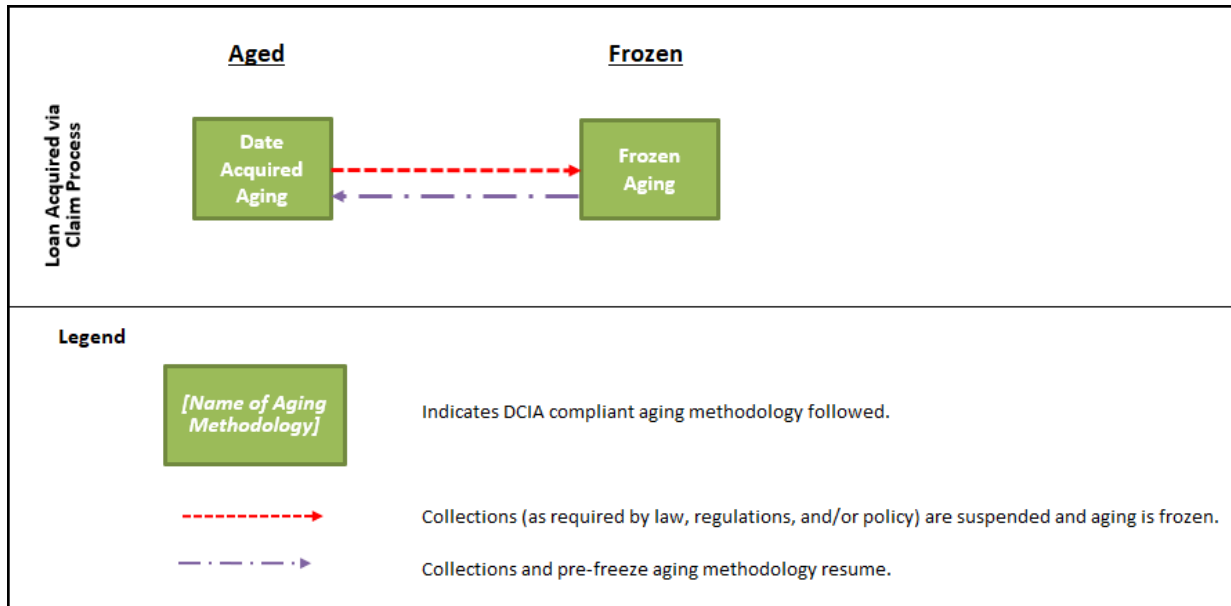 Aged
Frozen
Loan Acquired via
Claim Process
Date
Acquired
Aging
Frozen
Aging
Legend
[Name of Aging
Methodology]
Indicates DCIA compliant aging methodology followed.
Collections (as required by law, regulations, and/or policy) are suspended and aging is frozen.
Collections and pre-freeze aging methodology resume.